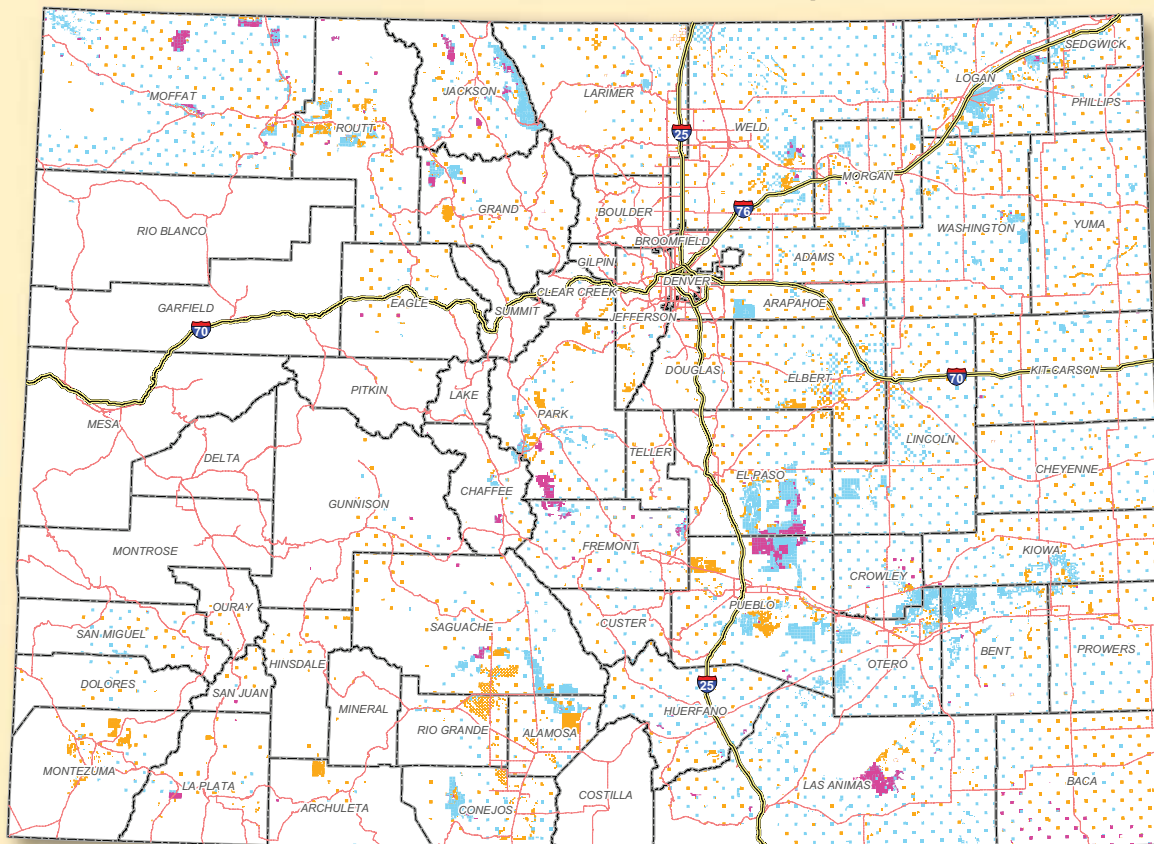 SEDGWICK
LOGAN
JACKSON
LARIMER
MOFFAT
PHILLIPS
ROUTT
25
WELD
MORGAN
76
GRAND
BOULDER
RIO BLANCO
WASHINGTON
YUMA
BROOMFIELD
GILPIN
ADAMS
DENVER
CLEAR CREEK
EAGLE
ARAPAHOE
GARFIELD
SUMMIT
JEFFERSON
70
DOUGLAS
KIT CARSON
ELBERT
70
PITKIN
LAKE
PARK
MESA
LINCOLN
TELLER
DELTA
CHEYENNE
EL PASO
CHAFFEE
GUNNISON
FREMONT
MONTROSE
KIOWA
CROWLEY
OURAY
PUEBLO
SAGUACHE
CUSTER
SAN MIGUEL
BENT
PROWERS
HINSDALE
OTERO
DOLORES
25
SAN JUAN
MINERAL
HUERFANO
RIO GRANDE
ALAMOSA
MONTEZUMA
BACA
LA PLATA
LAS ANIMAS
COSTILLA
ARCHULETA
CONEJOS